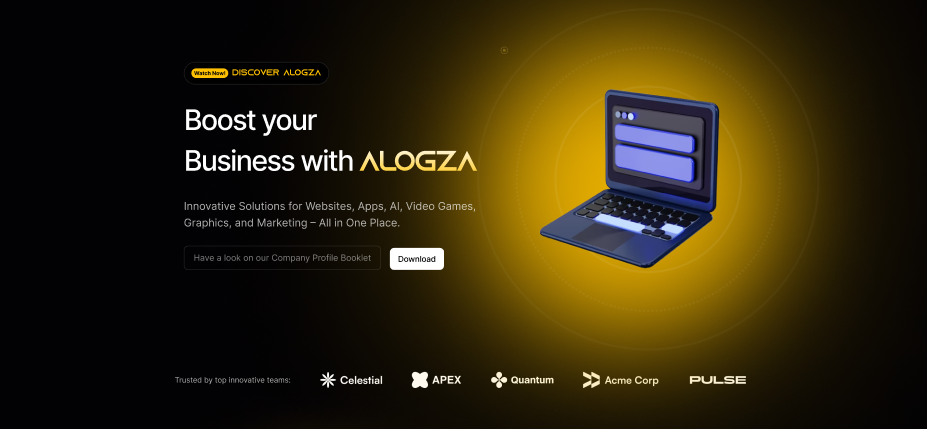 Watch Now! DISCOVER ALOGZA
Boost your
Business with ALOGZA
Innovative Solutions for Websites, Apps, AI, Video Games,
Graphics, and Marketing – All in One Place.
Have a look on our Company Profile Booklet
Download
Trusted by top innovative teams:
Celestial
APEX
Quantum
Acme Corp
PULSE